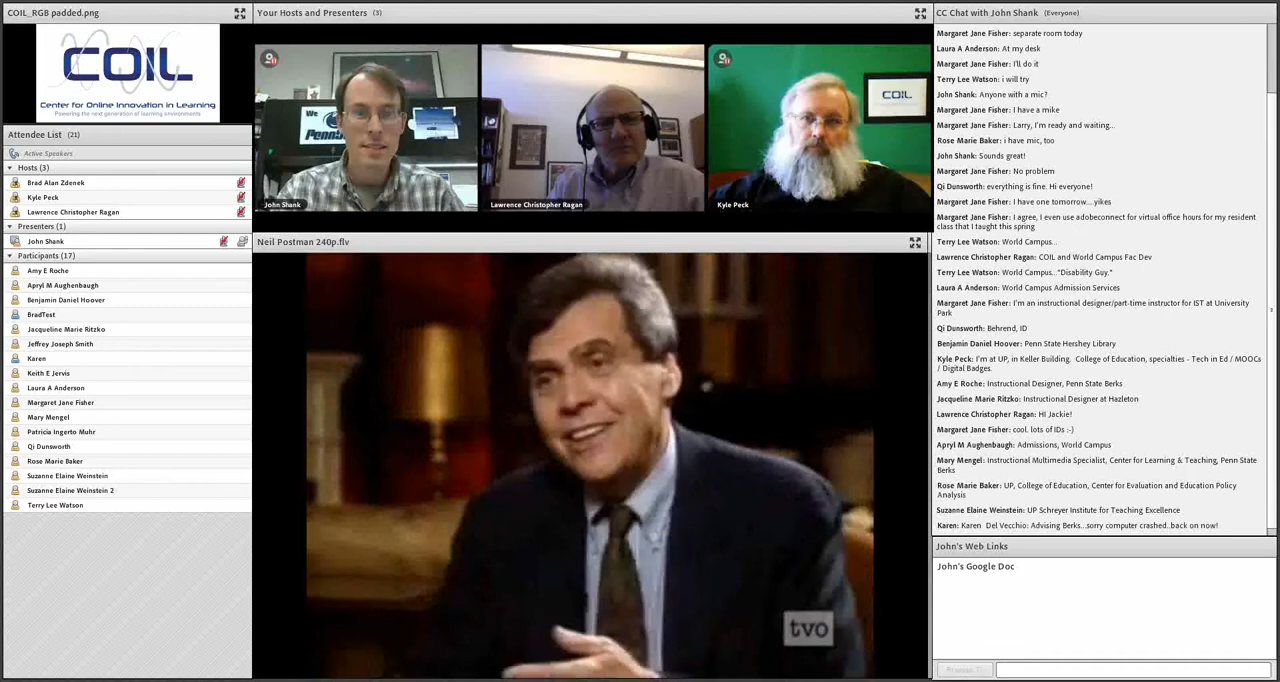 COIL_RGB padded.png
COIL
Center for Online Innovation in Learning
Powering the next generation of learning environments
Attendee List (21)
Active Speakers
Hosts (3)
Brad Alan Zdenek
Kyle Peck
Lawrence Christopher Ragan
Presenters (1)
John Shank
Participants (17)
Amy E Roche
Apryl M Aughenbaugh
Benjamin Daniel Hoover
BradTest
Jacqueline Marie Ritzko
Jeffrey Joseph Smith
Karen
Keith E Jervis
Laura A Anderson
Margaret Jane Fisher
Mary Mengel
Patricia Ingerto Muhr
Qi Dunsworth
Rose Marie Baker
Suzanne Elaine Weinstein
Suzanne Elaine Weinstein 2
Terry Lee Watson
Your Hosts and Presenters (3)
We
John Shank
Lawrence Christopher Ragan
COIL
Kyle Peck
Neil Postman 240p.flv
tvo
CC Chat with John Shank (Everyone)
Margaret Jane Fisher: separate room today
Laura A Anderson: At my desk
Margaret Jane Fisher: I'll do it
Terry Lee Watson: i will try
John Shank: Anyone with a mic?
Margaret Jane Fisher: I have a mike
Margaret Jane Fisher: Larry, I'm ready and waiting...
Rose Marie Baker: i have mic, too
John Shank: Sounds great!
Margaret Jane Fisher: No problem
Qi Dunsworth: everything is fine. Hi everyone!
Margaret Jane Fisher: I have one tomorrow....yikes
Margaret Jane Fisher: I agree, I even use adobeconnect for virtual office hours for my resident
class that I taught this spring
Terry Lee Watson: World Campus...
Lawrence Christopher Ragan: COIL and World Campus Fac Dev
Terry Lee Watson: World Campus..."Disability Guy."
Laura A Anderson: World Campus Admission Services
Margaret Jane Fisher: I'm an instructional designer/part-time instructor for IST at University
Park
Qi Dunsworth: Behrend, ID
Benjamin Daniel Hoover: Penn State Hershey Library
Kyle Peck: I'm at UP, in Keller Building. College of Education, specialties - Tech in Ed / MOOCs
/ Digital Badges.
Amy E Roche: Instructional Designer, Penn State Berks
Jacqueline Marie Ritzko: Instructional Designer at Hazleton
Lawrence Christopher Ragan: HI Jackie!
Margaret Jane Fisher: cool. lots of IDs :-)
Apryl M Aughenbaugh: Admissions, World Campus
Mary Mengel: Instructional Multimedia Specialist, Center for Learning & Teaching, Penn State
Berks
Rose Marie Baker: UP, College of Education, Center for Evaluation and Education Policy
Analysis
Suzanne Elaine Weinstein: UP Schreyer Institute for Teaching Excellence
Karen: Karen Del Vecchio: Advising Berks...sorry computer crashed..back on now!
John's Web Links
John's Google Doc